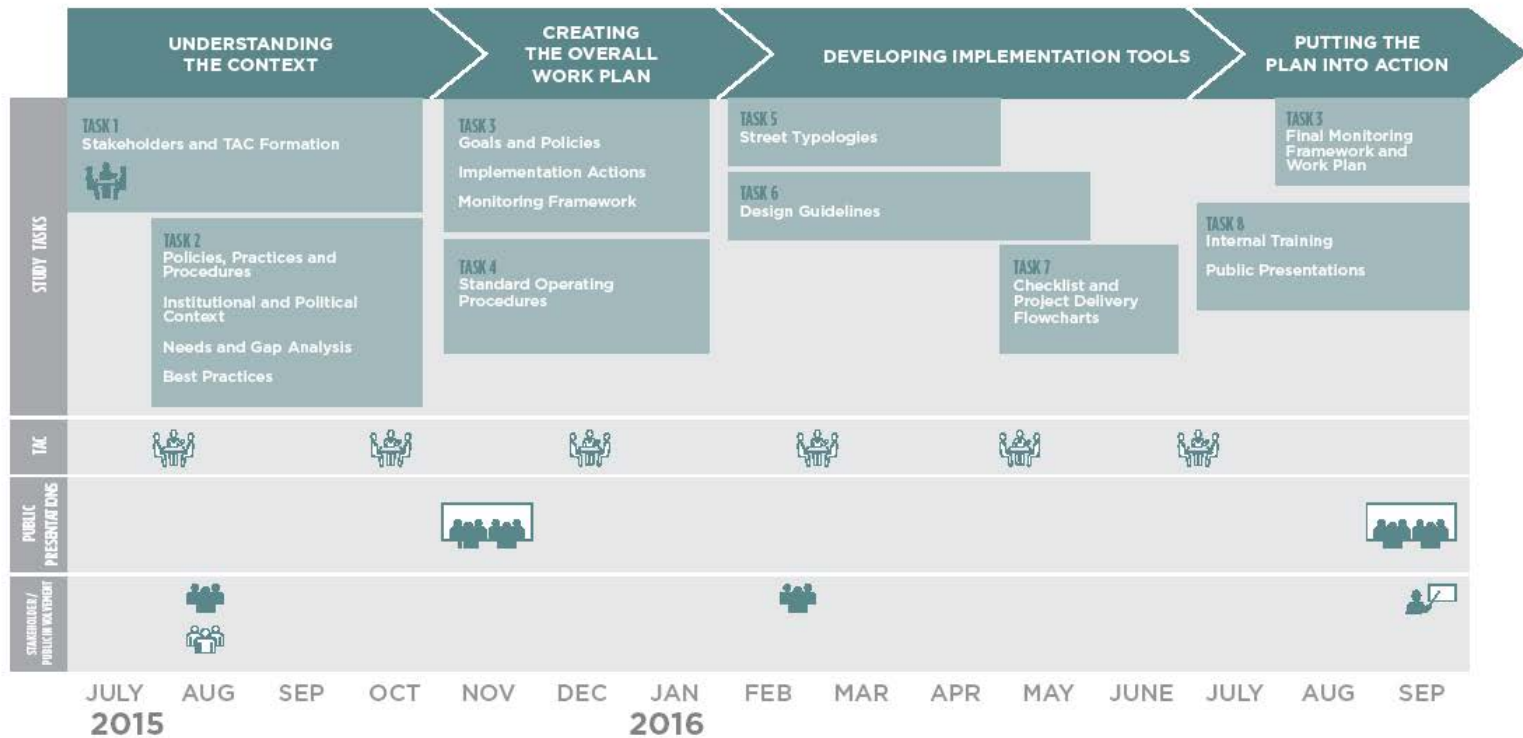 UNDERSTANDING
THE CONTEXT
CREATING
THE OVERALL
WORK PLAN
DEVELOPING IMPLEMENTATION TOOLS
PUTTING THE
PLAN INTO ACTION
STUDY TASKS
TASK 1
Stakeholders and TAC Formation
TASK 2
Policies, Practices and
Procedures
Institutional and Political
Context
Needs and Gap Analysis
Best Practices
TASK 3
Goals and Policies
Implementation Actions
Monitoring Framework
TASK 4
Standard Operating
Procedures
TASK 5
Street Typologies
TASK 6
Design Guidelines
TASK 7
Checklist and
Project Delivery
Flowcharts
TASK 3
Final Monitoring
Framework and
Work Plan
TASK 8
Internal Training
Public Presentations
TAC
PUBLIC
PRESENTATIONS
STAKEHOLDER /
PUBLIC INVOLVEMENT
JULY AUG SEP OCT NOV DEC JAN FEB MAR APR MAY JUNE JULY AUG SEP
2015 2016